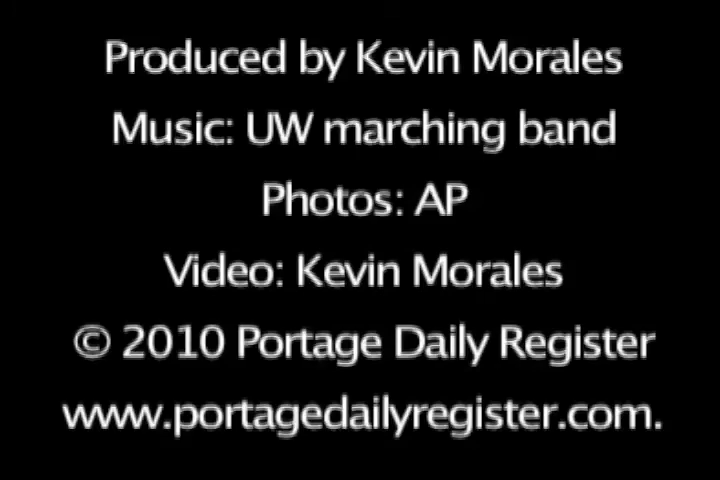 Produced by Kevin Morales
Music: UW marching band
Photos: AP
Video: Kevin Morales
© 2010 Portage Daily Register
www.portagedailyregister.com.